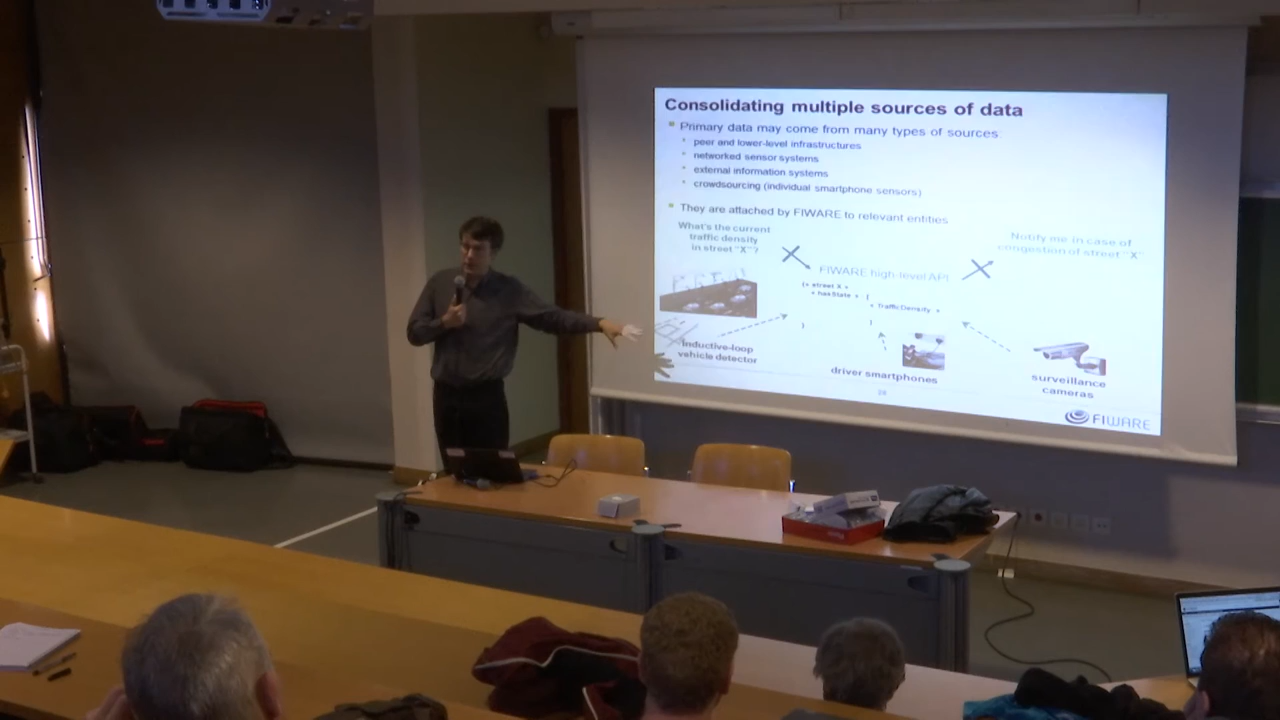 Consolidating multiple sources of data
Primary data may come from many types of sources
peer and lower-level infrastructures
networked sensor systems
external information systems
crowdsourcing (individual smartphone sensors)
They are attached by FIWARE to relevant entities
What's the current
traffic density
in street "X"?
Notify me in case of
congestion of street "X"
FIWARE high-level API
(+ street X +
+ hasState + (
+ TrafficDensity +
)
)
Inductive-loop
vehicle detector
driver smartphones
surveillance
cameras
FIWARE